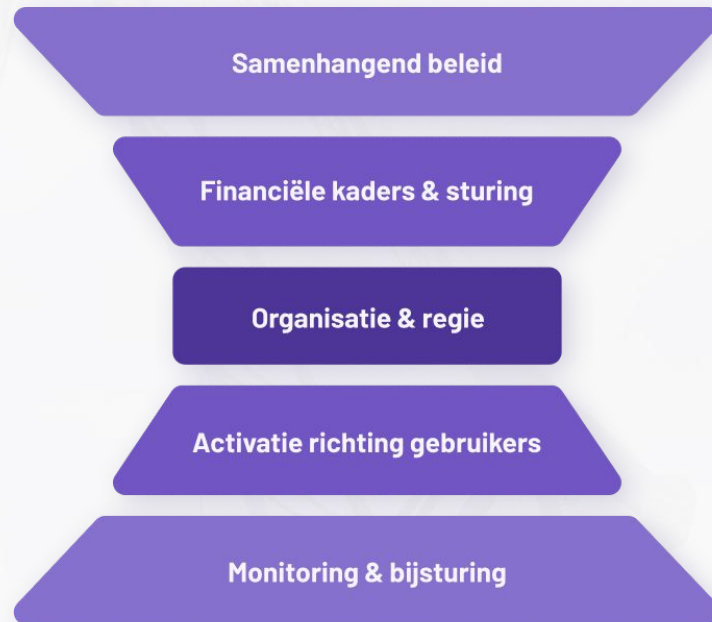 Samenhangend beleid
Financiële kaders & sturing
Organisatie & regie
Activatie richting gebruikers
Monitoring & bijsturing